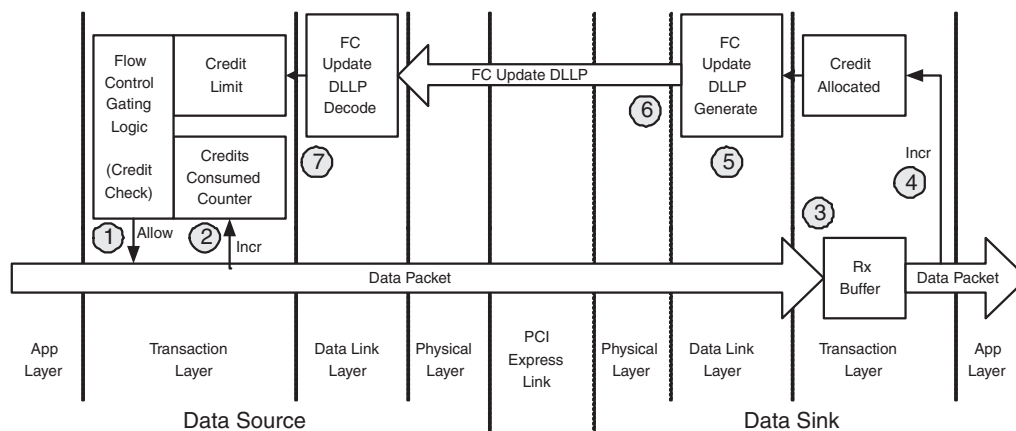 Flow
Control
Gating
Logic
(Credit
Check)
Credit
Limit
Credits
Consumed
Counter
FC
Update
DLLP
Decode
FC Update DLLP
FC
Update
DLLP
Generate
Credit
Allocated
6
7
5
Incr
4
3
1
Allow
2
Incr
Data Packet
Rx
Buffer
Data Packet
App
Layer
Transaction
Layer
Data Link
Layer
Physical
Layer
PCI
Express
Link
Physical
Layer
Data Link
Layer
Transaction
Layer
App
Layer
Data Source
Data Sink